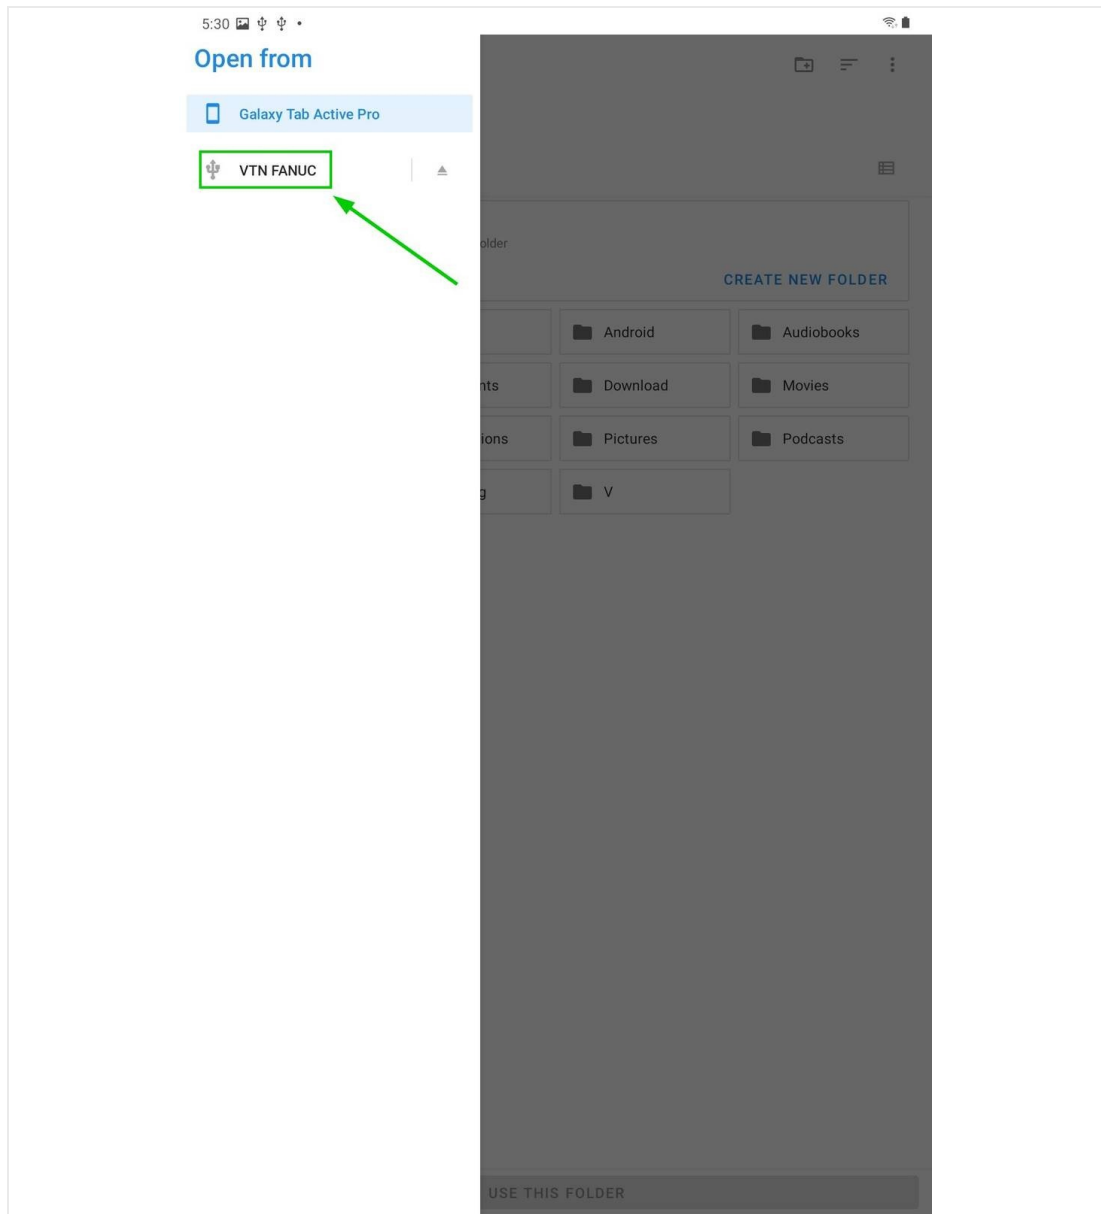 5:30
Open from
Galaxy Tab Active Pro
VTN FANUC
older
CREATE NEW FOLDER
Android
Audiobooks
nts
Download
Movies
ions
Pictures
Podcasts
g
V
USE THIS FOLDER